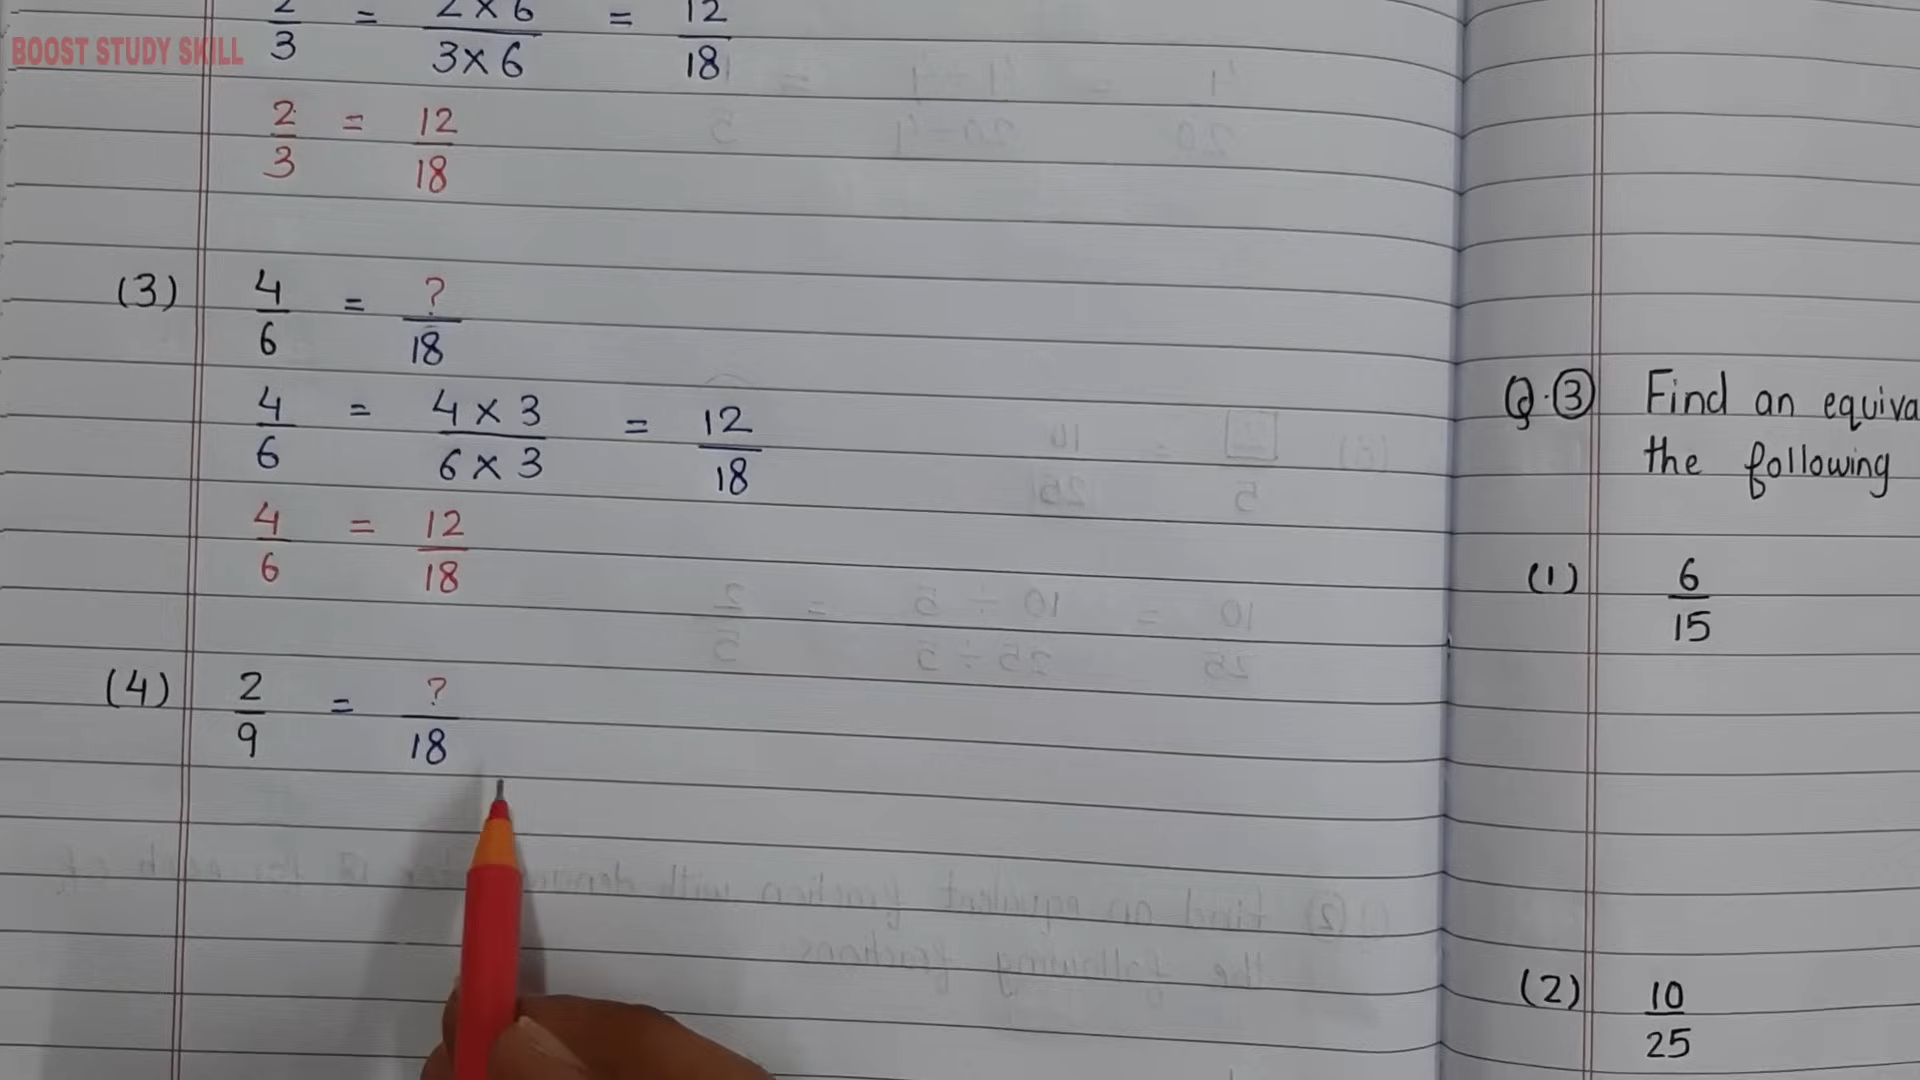 BOOST STUDY SKILL
2/3 = 2 × 6 / 3 × 6 = 12/18
2/3 = 12/18
(3) 4/6 = ?/18
4/6 = 4 × 3 / 6 × 3 = 12/18
4/6 = 12/18
(4) 2/9 = ?/18
Q.3 Find an equiva
the following
(1) 6/15
(2) 10/25